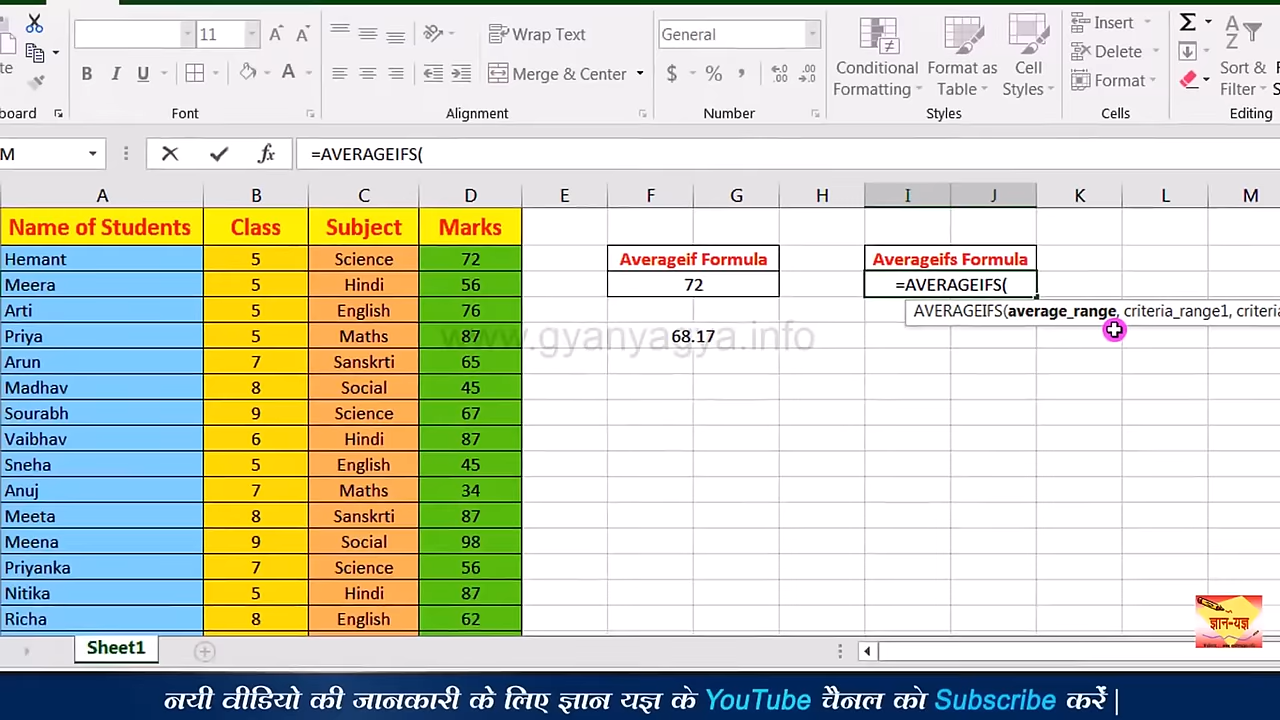 11
Wrap Text
General
Insert
Merge & Center
$ % ,
Conditional Formatting
Format as Table
Cell Styles
Delete
Format
Sort & Filter
board
Font
Alignment
Number
Styles
Cells
Editing
M
=AVERAGEIFS(
A B C D E F G H I J K L M
Name of Students Class Subject Marks
Hemant 5 Science 72 Averageif Formula Averageifs Formula
Meera 5 Hindi 56 72 =AVERAGEIFS(
Arti 5 English 76 AVERAGEIFS(average_range, criteria_range1, criteria
Priya 5 Maths 87 68.17
www.gyanyagya.info
Arun 7 Sanskrti 65
Madhav 8 Social 45
Sourabh 9 Science 67
Vaibhav 6 Hindi 87
Sneha 5 English 45
Anuj 7 Maths 34
Meeta 8 Sanskrti 87
Meena 9 Social 98
Priyanka 7 Science 56
Nitika 5 Hindi 87
Richa 8 English 62
ज्ञान-यज्ञ
Sheet1
नयी वीडियो की जानकारी के लिए ज्ञान यज्ञ के YouTube चैनल को Subscribe करें |